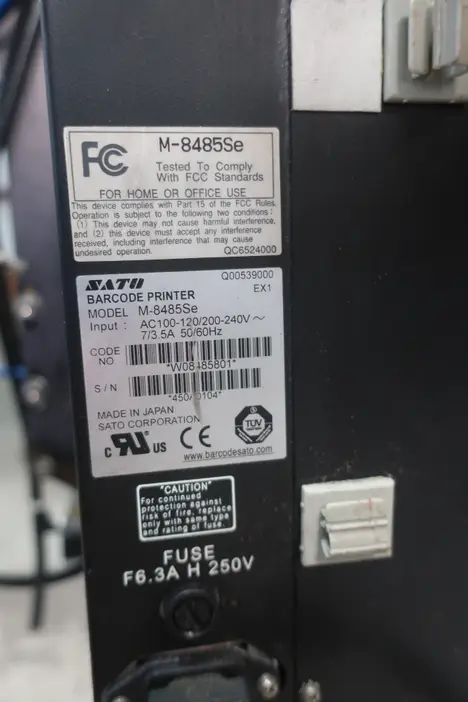 FC
M-8485Se
Tested To Comply
With FCC Standards
FOR HOME OR OFFICE USE
This device complies with Part 15 of the FCC Rules.
Operation is subject to the following two conditions :
(1) This device may not cause harmful interference,
and (2) this device must accept any interference
received, including interference that may cause
undesired operation.
QC6524000
SATO
Q00539000
BARCODE PRINTER
EX1
MODEL M-8485Se
Input : AC100-120/200-240V ~
7/3.5A 50/60Hz
CODE
NO.
*W08485801*
S/N
MADE IN JAPAN
SATO CORPORATION
C UR US
CE
TÜV
www.barcodesato.com
"CAUTION"
For continued
protection against
risk of fire, replace
only with same type
and rating of fuse.
FUSE
F6.3A H 250V